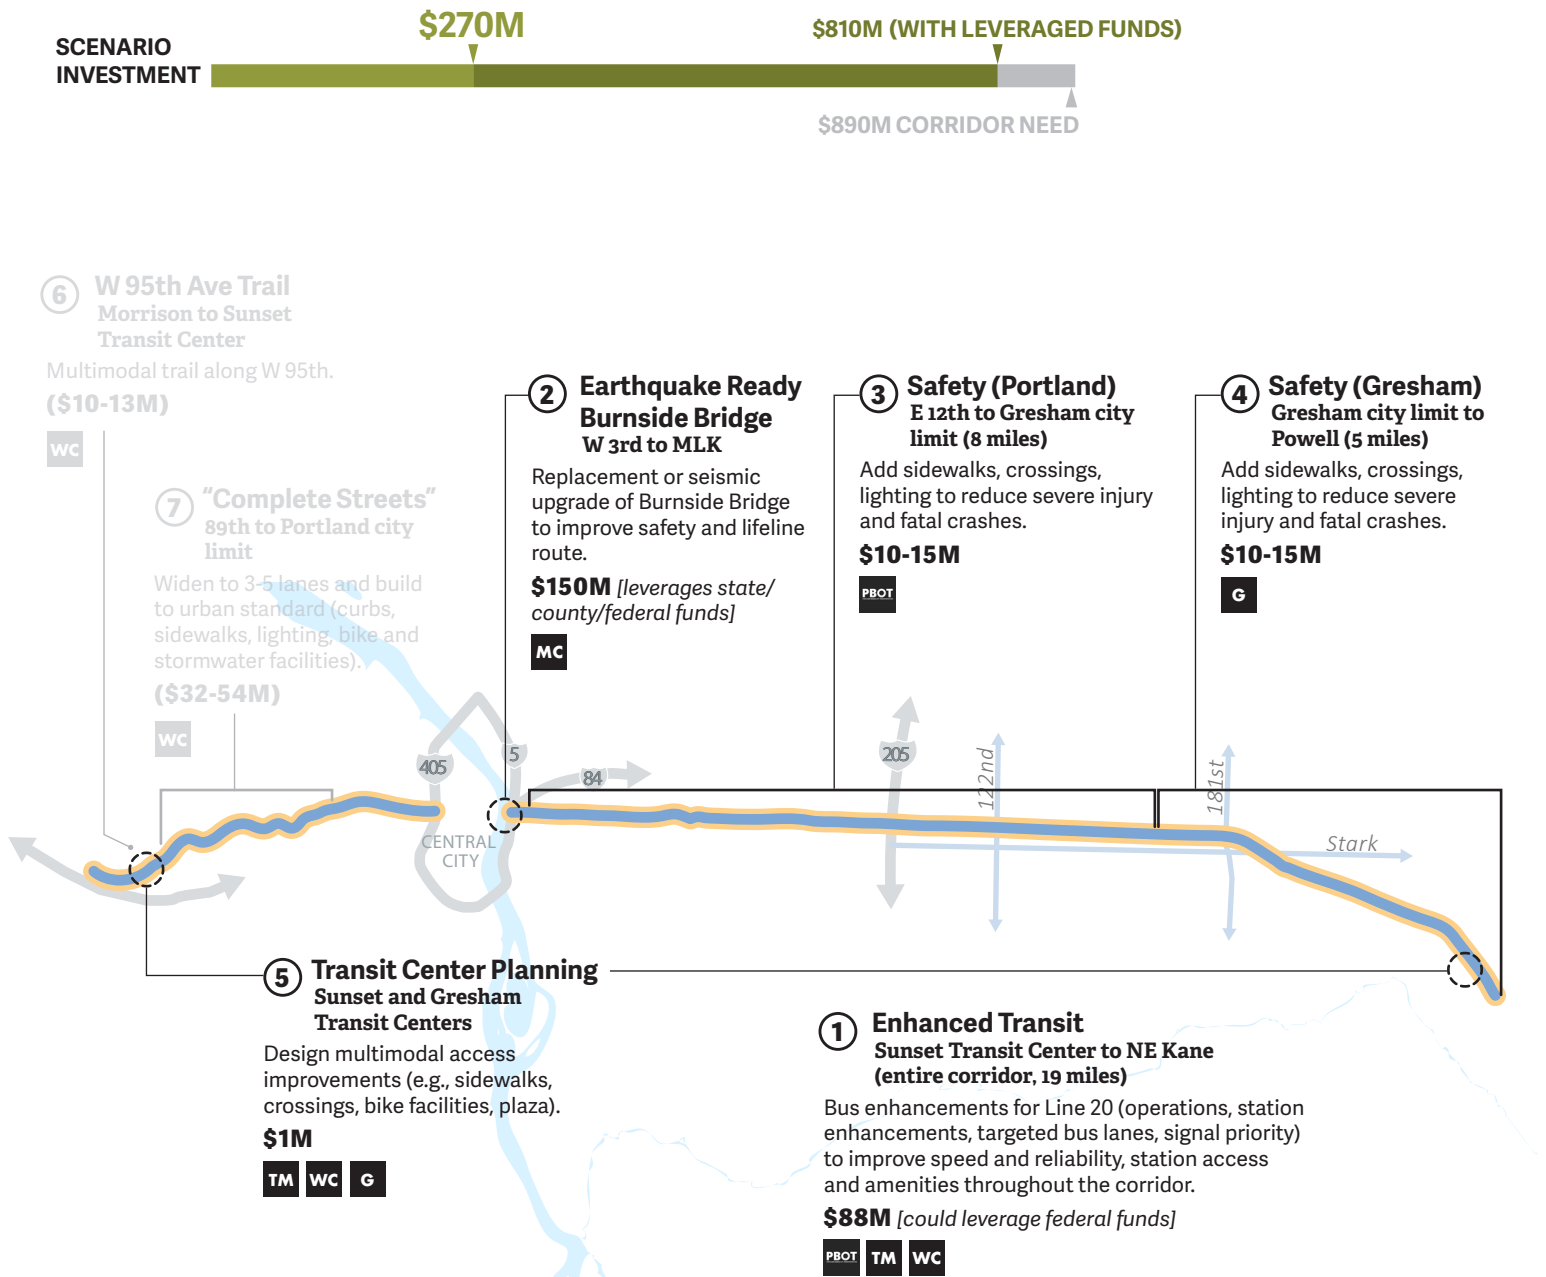 SCENARIO
INVESTMENT
$270M
$810M (WITH LEVERAGED FUNDS)
$890M CORRIDOR NEED
6 W 95th Ave Trail
Morrison to Sunset
Transit Center
Multimodal trail along W 95th.
($10-13M)
WC
7 “Complete Streets”
89th to Portland city
limit
Widen to 3-5 lanes and build
to urban standard (curbs,
sidewalks, lighting, bike and
stormwater facilities).
($32-54M)
WC
2 Earthquake Ready
Burnside Bridge
W 3rd to MLK
Replacement or seismic
upgrade of Burnside Bridge
to improve safety and lifeline
route.
$150M [leverages state/
county/federal funds]
MC
3 Safety (Portland)
E 12th to Gresham city
limit (8 miles)
Add sidewalks, crossings,
lighting to reduce severe injury
and fatal crashes.
$10-15M
PBOT
4 Safety (Gresham)
Gresham city limit to
Powell (5 miles)
Add sidewalks, crossings,
lighting to reduce severe
injury and fatal crashes.
$10-15M
G
405
5
84
205
122nd
181st
Stark
CENTRAL
CITY
5 Transit Center Planning
Sunset and Gresham
Transit Centers
Design multimodal access
improvements (e.g., sidewalks,
crossings, bike facilities, plaza).
$1M
TM WC G
1 Enhanced Transit
Sunset Transit Center to NE Kane
(entire corridor, 19 miles)
Bus enhancements for Line 20 (operations, station
enhancements, targeted bus lanes, signal priority)
to improve speed and reliability, station access
and amenities throughout the corridor.
$88M [could leverage federal funds]
PBOT TM WC